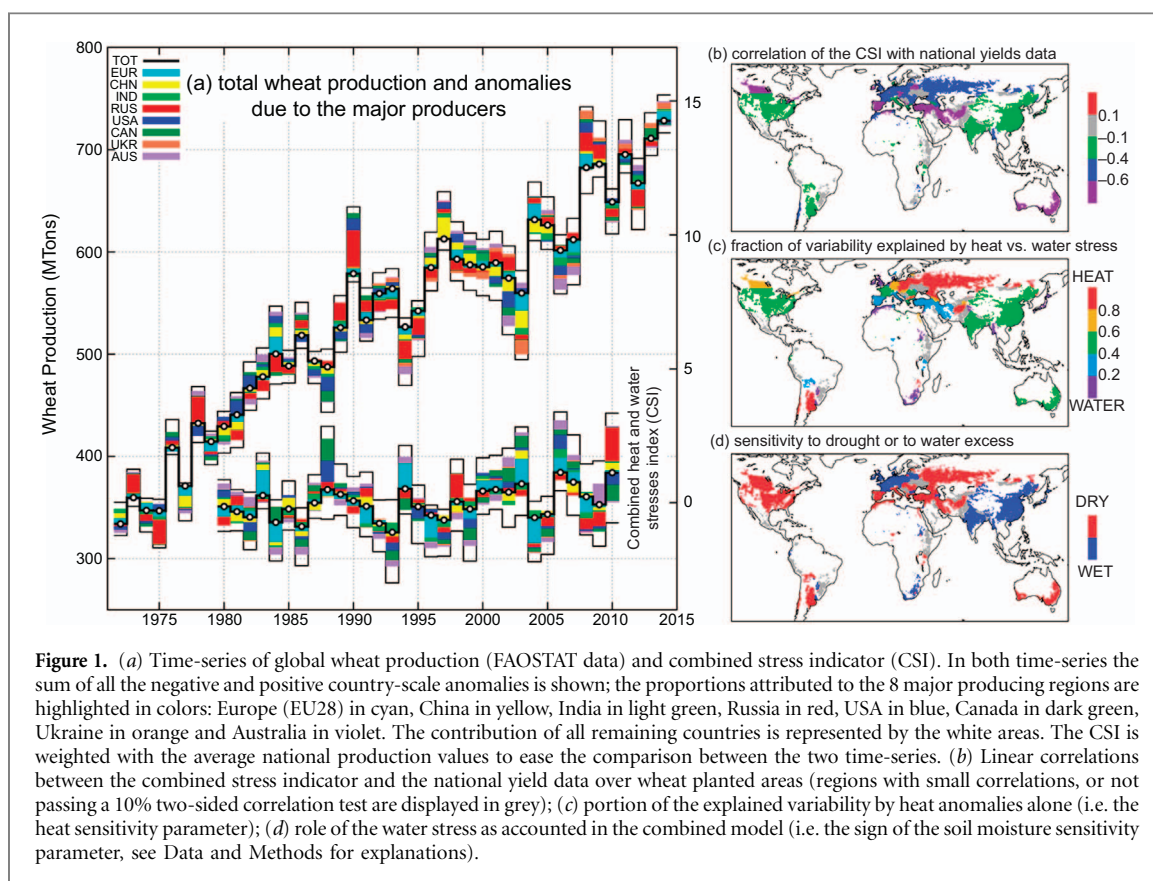 800
700
600
500
400
300
Wheat Production (MTons)
TOT
EUR
CHN
IND
RUS
USA
CAN
UKR
AUS
(a) total wheat production and anomalies
due to the major producers
15
10
5
0
Combined heat and water
stresses index (CSI)
1975
1980
1985
1990
1995
2000
2005
2010
2015
(b) correlation of the CSI with national yields data
0.1
−0.1
−0.4
−0.6
(c) fraction of variability explained by heat vs. water stress
HEAT
0.8
0.6
0.4
0.2
WATER
(d) sensitivity to drought or to water excess
DRY
WET
Figure 1. (a) Time-series of global wheat production (FAOSTAT data) and combined stress indicator (CSI). In both time-series the
sum of all the negative and positive country-scale anomalies is shown; the proportions attributed to the 8 major producing regions are
highlighted in colors: Europe (EU28) in cyan, China in yellow, India in light green, Russia in red, USA in blue, Canada in dark green,
Ukraine in orange and Australia in violet. The contribution of all remaining countries is represented by the white areas. The CSI is
weighted with the average national production values to ease the comparison between the two time-series. (b) Linear correlations
between the combined stress indicator and the national yield data over wheat planted areas (regions with small correlations, or not
passing a 10% two-sided correlation test are displayed in grey); (c) portion of the explained variability by heat anomalies alone (i.e. the
heat sensitivity parameter); (d) role of the water stress as accounted in the combined model (i.e. the sign of the soil moisture sensitivity
parameter, see Data and Methods for explanations).